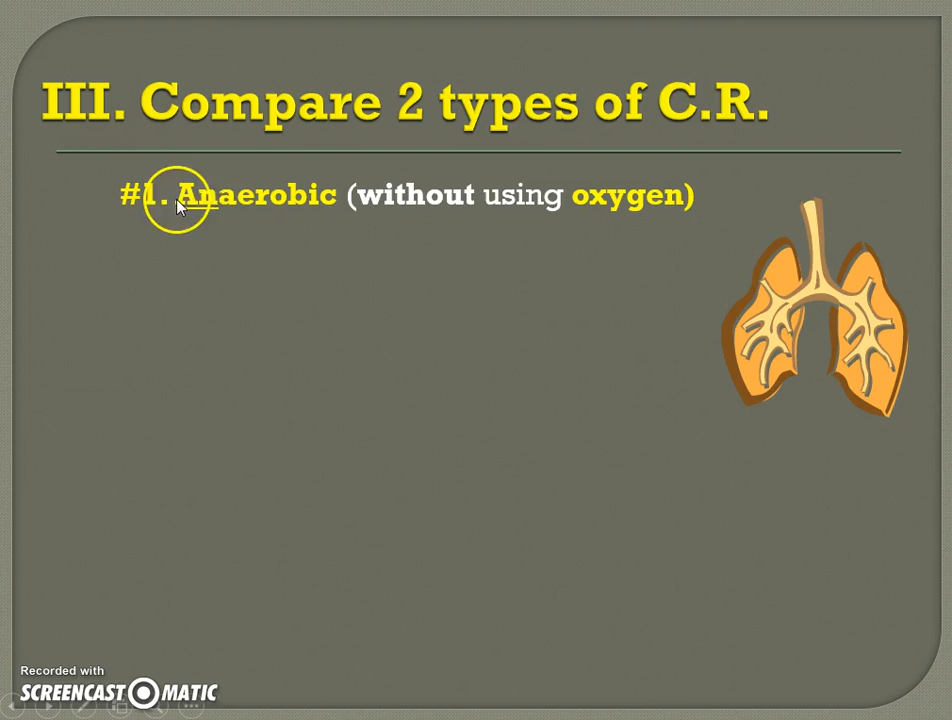 III. Compare 2 types of C.R.
#1. Anaerobic (without using oxygen)
Recorded with
SCREENCAST MATIC